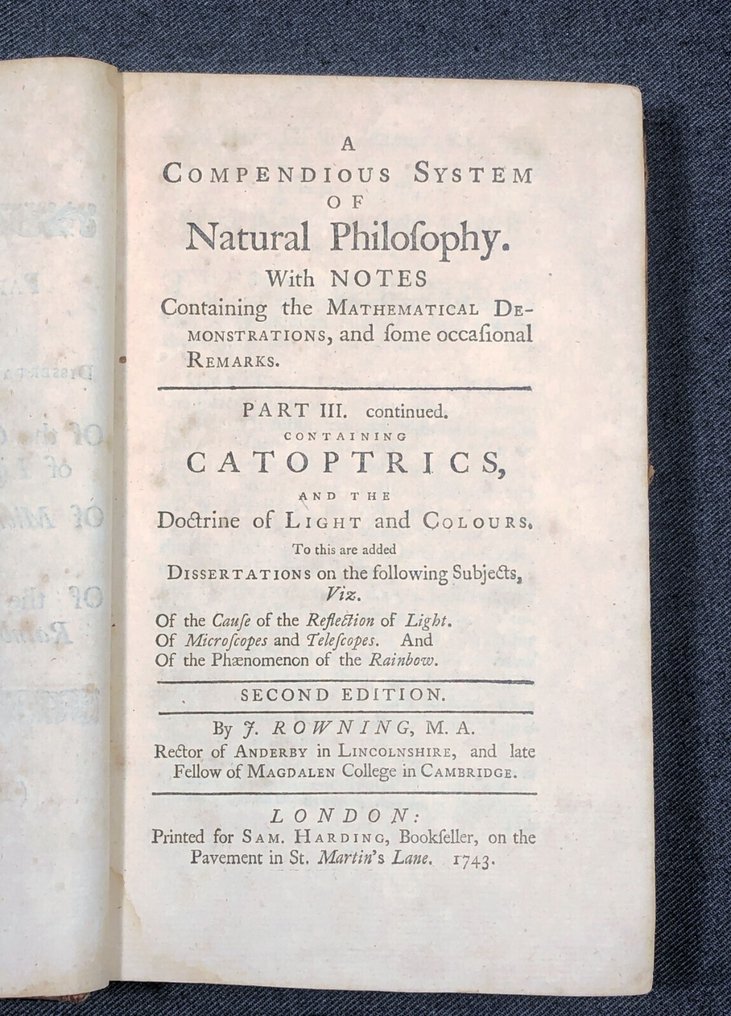 A
COMPENDIOUS SYSTEM
OF
Natural Philoſophy.
With NOTES
Containing the MATHEMATICAL DE-
MONSTRATIONS, and ſome occaſional
REMARKS.
PART III. continued.
CONTAINING
CATOPTRICS,
AND THE
Doctrine of LIGHT and COLOURS.
To this are added
DISSERTATIONS on the following Subjects,
Viz.
Of the Cauſe of the Reflection of Light.
Of Microſcopes and Teleſcopes. And
Of the Phænomenon of the Rainbow.
SECOND EDITION.
By J. ROWNING, M. A.
Rector of ANDERBY in LINCOLNSHIRE, and late
Fellow of MAGDALEN College in CAMBRIDGE.
LONDON:
Printed for SAM. HARDING, Bookſeller, on the
Pavement in St. Martin's Lane. 1743.